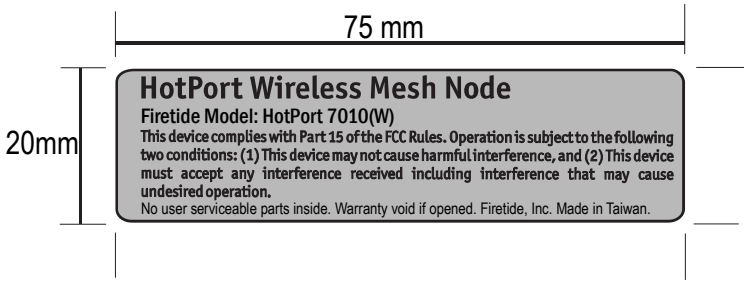 75 mm
20mm
HotPort Wireless Mesh Node
Firetide Model: HotPort 7010(W)
This device complies with Part 15 of the FCC Rules. Operation is subject to the following
two conditions: (1) This device may not cause harmful interference, and (2) This device
must accept any interference received including interference that may cause
undesired operation.
No user serviceable parts inside. Warranty void if opened. Firetide, Inc. Made in Taiwan.